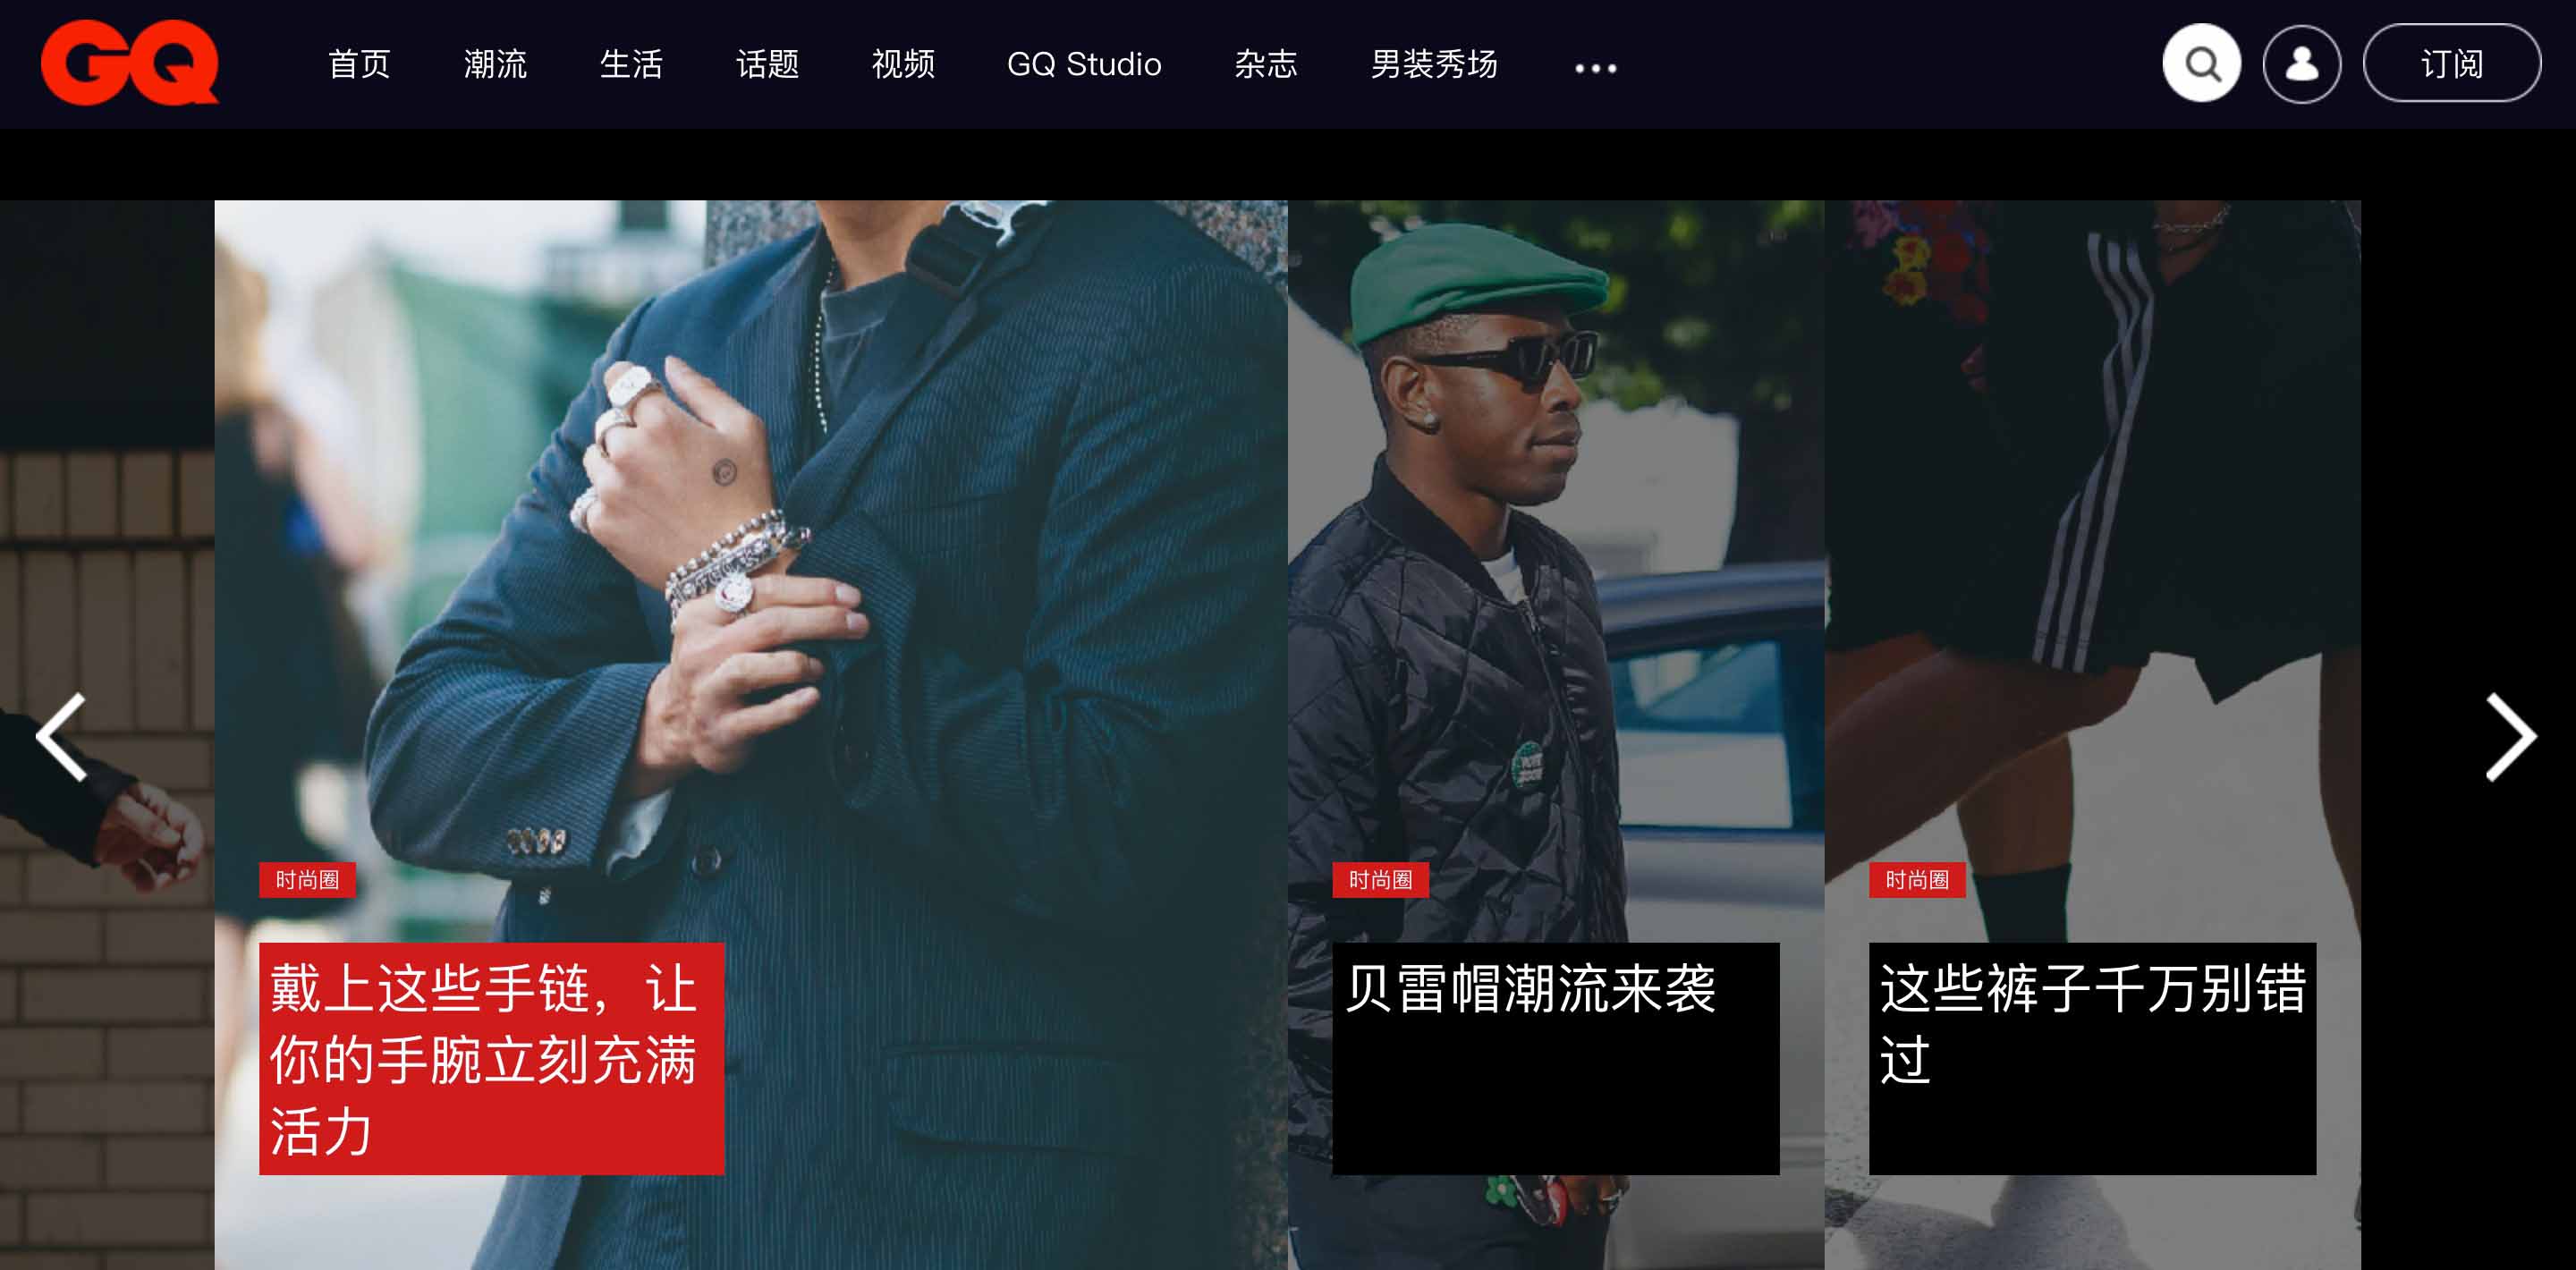 GQ 首页 潮流 生活 话题 视频 GQ Studio 杂志 男装秀场 订阅
时尚圈
戴上这些手链，让
你的手腕立刻充满
活力
时尚圈
贝雷帽潮流来袭
时尚圈
这些裤子千万别错
过